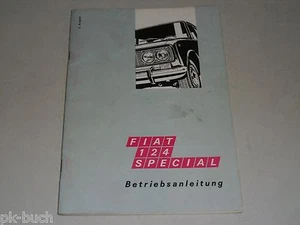 FIAT
124
SPECIAL
Betriebsanleitung
pk-buch